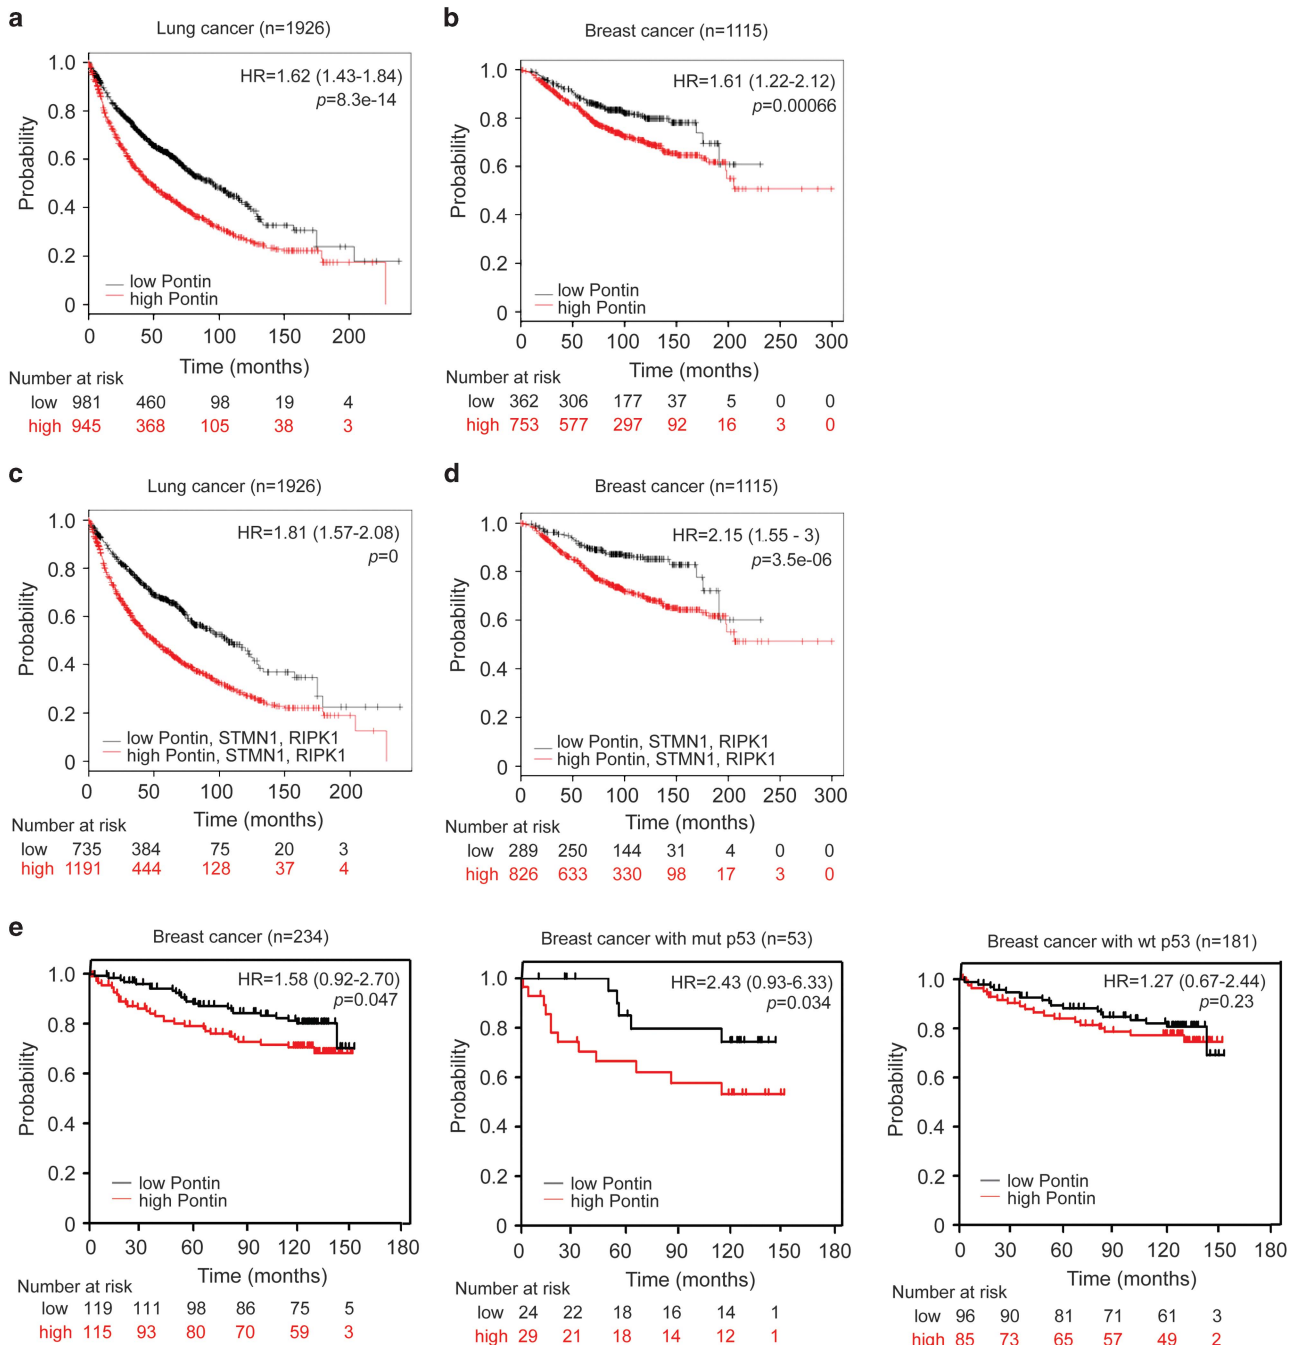 a
Lung cancer (n=1926)
HR=1.62 (1.43-1.84)
p=8.3e-14
Probability
1.0
0.8
0.6
0.4
0.2
0
low Pontin
high Pontin
0 50 100 150 200
Time (months)
Number at risk
low 981 460 98 19 4
high 945 368 105 38 3
b
Breast cancer (n=1115)
HR=1.61 (1.22-2.12)
p=0.00066
Probability
1.0
0.8
0.6
0.4
0.2
0
low Pontin
high Pontin
0 50 100 150 200 250 300
Time (months)
Number at risk
low 362 306 177 37 5 0 0
high 753 577 297 92 16 3 0
c
Lung cancer (n=1926)
HR=1.81 (1.57-2.08)
p=0
Probability
1.0
0.8
0.6
0.4
0.2
0
low Pontin, STMN1, RIPK1
high Pontin, STMN1, RIPK1
0 50 100 150 200
Time (months)
Number at risk
low 735 384 75 20 3
high 1191 444 128 37 4
d
Breast cancer (n=1115)
HR=2.15 (1.55 - 3)
p=3.5e-06
Probability
1.0
0.8
0.6
0.4
0.2
0
low Pontin, STMN1, RIPK1
high Pontin, STMN1, RIPK1
0 50 100 150 200 250 300
Time (months)
Number at risk
low 289 250 144 31 4 0 0
high 826 633 330 98 17 3 0
e
Breast cancer (n=234)
HR=1.58 (0.92-2.70)
p=0.047
Probability
1.0
0.8
0.6
0.4
0.2
0
low Pontin
high Pontin
0 30 60 90 120 150 180
Time (months)
Number at risk
low 119 111 98 86 75 5
high 115 93 80 70 59 3
Breast cancer with mut p53 (n=53)
HR=2.43 (0.93-6.33)
p=0.034
Probability
1.0
0.8
0.6
0.4
0.2
0
low Pontin
high Pontin
0 30 60 90 120 150 180
Time (months)
Number at risk
low 24 22 18 16 14 1
high 29 21 18 14 12 1
Breast cancer with wt p53 (n=181)
HR=1.27 (0.67-2.44)
p=0.23
Probability
1.0
0.8
0.6
0.4
0.2
0
low Pontin
high Pontin
0 30 60 90 120 150 180
Time (months)
Number at risk
low 96 90 81 71 61 3
high 85 73 65 57 49 2